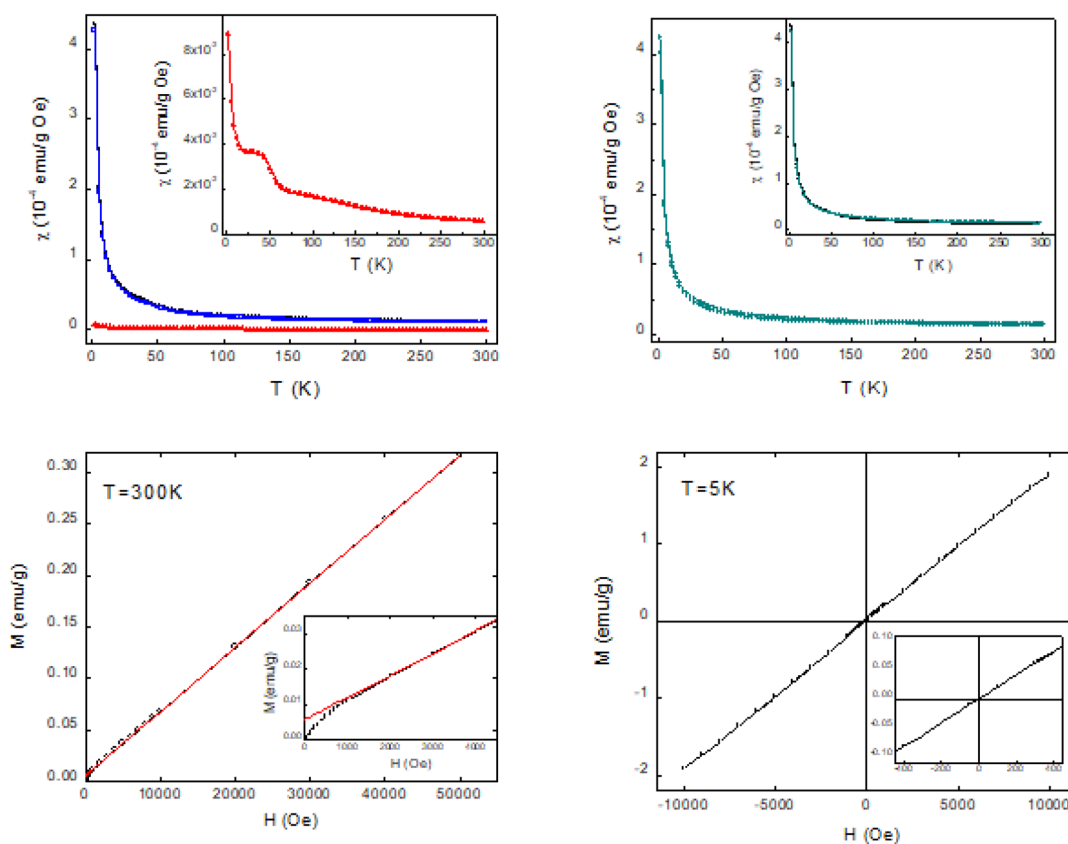 χ (10⁻⁴ emu/g Oe)
4
3
2
1
0
0 50 100 150 200 250 300
T (K)
χ (10⁻⁴ emu/g Oe)
8x10³
6x10³
4x10³
2x10³
0
0 50 100 150 200 250 300
T (K)
χ (10⁻⁴ emu/g Oe)
4
3
2
1
0
0 50 100 150 200 250 300
T (K)
χ (10⁻⁴ emu/g Oe)
4
3
2
1
0
0 50 100 150 200 250 300
T (K)
T=300K
M (emu/g)
0.30
0.25
0.20
0.15
0.10
0.05
0.00
0 10000 20000 30000 40000 50000
H (Oe)
M (emu/g)
0.03
0.02
0.01
0.00
0 1000 2000 3000 4000
H (Oe)
T=5K
M (emu/g)
2
1
0
-1
-2
-10000 -5000 0 5000 10000
H (Oe)
0.10
0.05
0.00
-0.05
-0.10
-400 -200 0 200 400